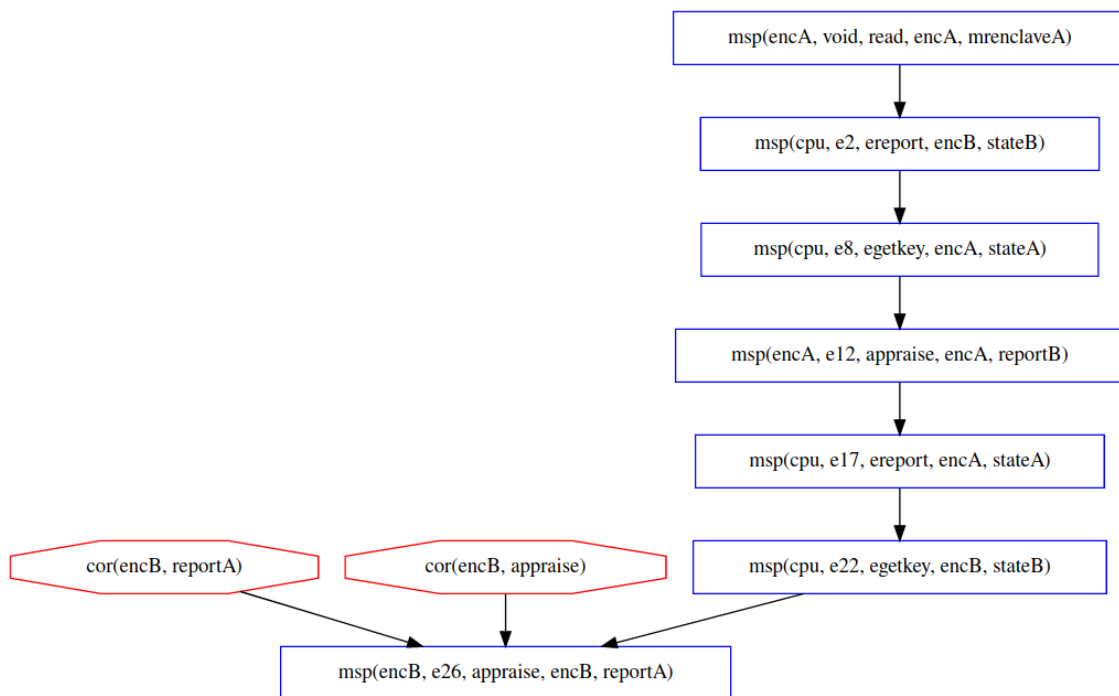 msp(encA, void, read, encA, mrenclaveA)
msp(cpu, e2, ereport, encB, stateB)
msp(cpu, e8, egetkey, encA, stateA)
msp(encA, e12, appraise, encA, reportB)
msp(cpu, e17, ereport, encA, stateA)
cor(encB, reportA)
cor(encB, appraise)
msp(cpu, e22, egetkey, encB, stateB)
msp(encB, e26, appraise, encB, reportA)